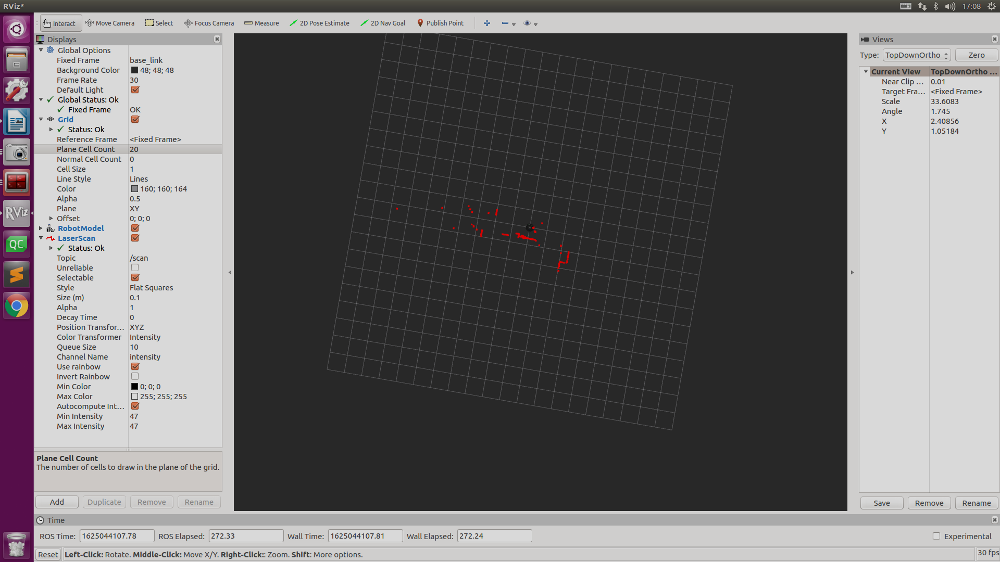 RViz*
17:08
Interact
Move Camera
Select
Focus Camera
Measure
2D Pose Estimate
2D Nav Goal
Publish Point
Displays
Global Options
Fixed Frame base_link
Background Color 48; 48; 48
Frame Rate 30
Default Light
Global Status: Ok
Fixed Frame OK
Grid
Status: Ok
Reference Frame <Fixed Frame>
Plane Cell Count 20
Normal Cell Count 0
Cell Size 1
Line Style Lines
Color 160; 160; 164
Alpha 0.5
Plane XY
Offset 0; 0; 0
RobotModel
LaserScan
Status: Ok
Topic /scan
Unreliable
Selectable
Style Flat Squares
Size (m) 0.1
Alpha 1
Decay Time 0
Position Transfor... XYZ
Color Transformer Intensity
Queue Size 10
Channel Name intensity
Use rainbow
Invert Rainbow
Min Color 0; 0; 0
Max Color 255; 255; 255
Autocompute Int...
Min Intensity 47
Max Intensity 47
Plane Cell Count
The number of cells to draw in the plane of the grid.
Add
Duplicate
Remove
Rename
Views
Type: TopDownOrtho Zero
Current View TopDownOrtho ...
Near Clip ... 0.01
Target Fra... <Fixed Frame>
Scale 33.6083
Angle 1.745
X 2.40856
Y 1.05184
Save
Remove
Rename
Time
ROS Time: 1625044107.78 ROS Elapsed: 272.33 Wall Time: 1625044107.81 Wall Elapsed: 272.24 Experimental
Reset Left-Click: Rotate. Middle-Click: Move X/Y. Right-Click:: Zoom. Shift: More options. 30 fps
RViz
QC